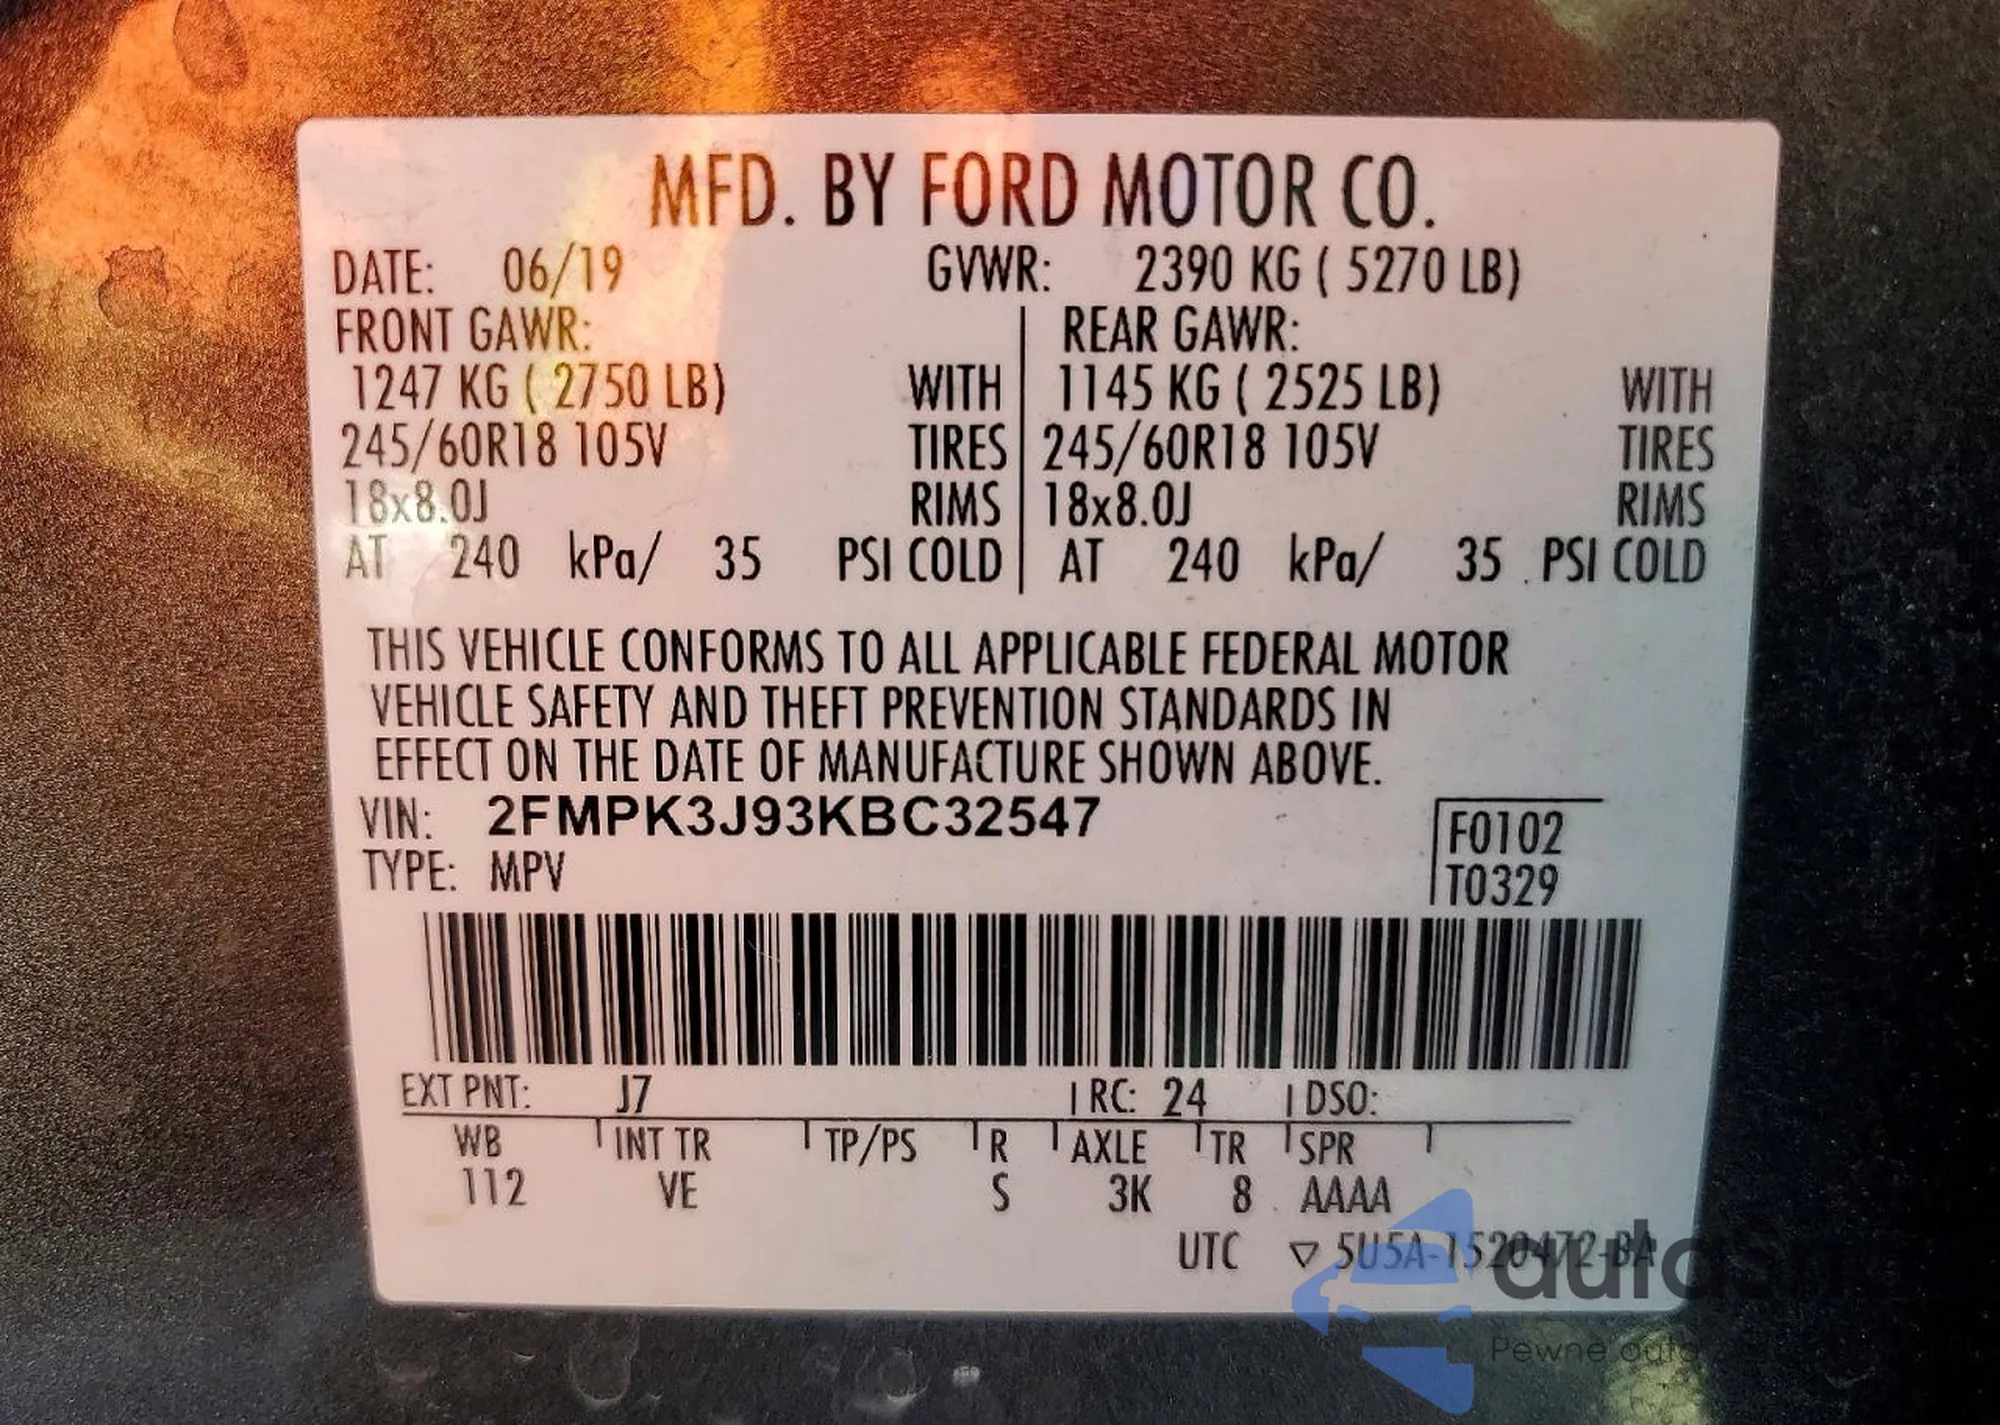 MFD. BY FORD MOTOR CO.
DATE: 06/19 GVWR: 2390 KG ( 5270 LB)
FRONT GAWR: REAR GAWR:
1247 KG ( 2750 LB) WITH 1145 KG ( 2525 LB) WITH
245/60R18 105V TIRES 245/60R18 105V TIRES
18x8.0J RIMS 18x8.0J RIMS
AT 240 kPa/ 35 PSI COLD AT 240 kPa/ 35 PSI COLD
THIS VEHICLE CONFORMS TO ALL APPLICABLE FEDERAL MOTOR
VEHICLE SAFETY AND THEFT PREVENTION STANDARDS IN
EFFECT ON THE DATE OF MANUFACTURE SHOWN ABOVE.
VIN: 2FMPK3J93KBC32547
F0102
TYPE: MPV
T0329
EXT PNT: J7 RC: 24 DSO:
WB INT TR TP/PS R AXLE TR SPR
112 VE S 3K 8 AAAA
UTC ▽ 5U5A-1520472-BA
Pewne